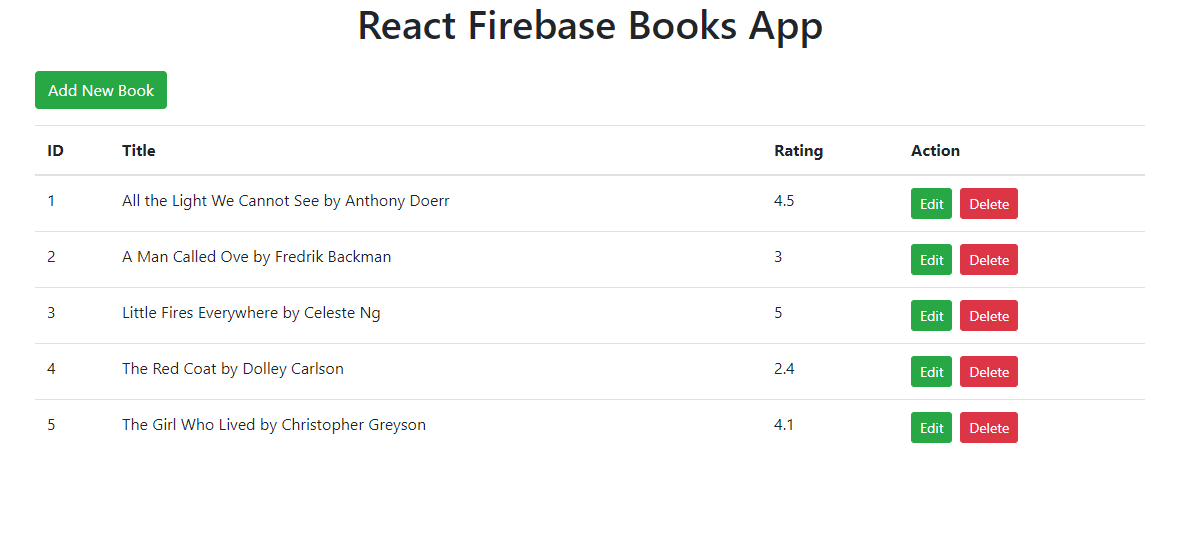 React Firebase Books App
Add New Book
ID Title Rating Action
1 All the Light We Cannot See by Anthony Doerr 4.5 Edit Delete
2 A Man Called Ove by Fredrik Backman 3 Edit Delete
3 Little Fires Everywhere by Celeste Ng 5 Edit Delete
4 The Red Coat by Dolley Carlson 2.4 Edit Delete
5 The Girl Who Lived by Christopher Greyson 4.1 Edit Delete